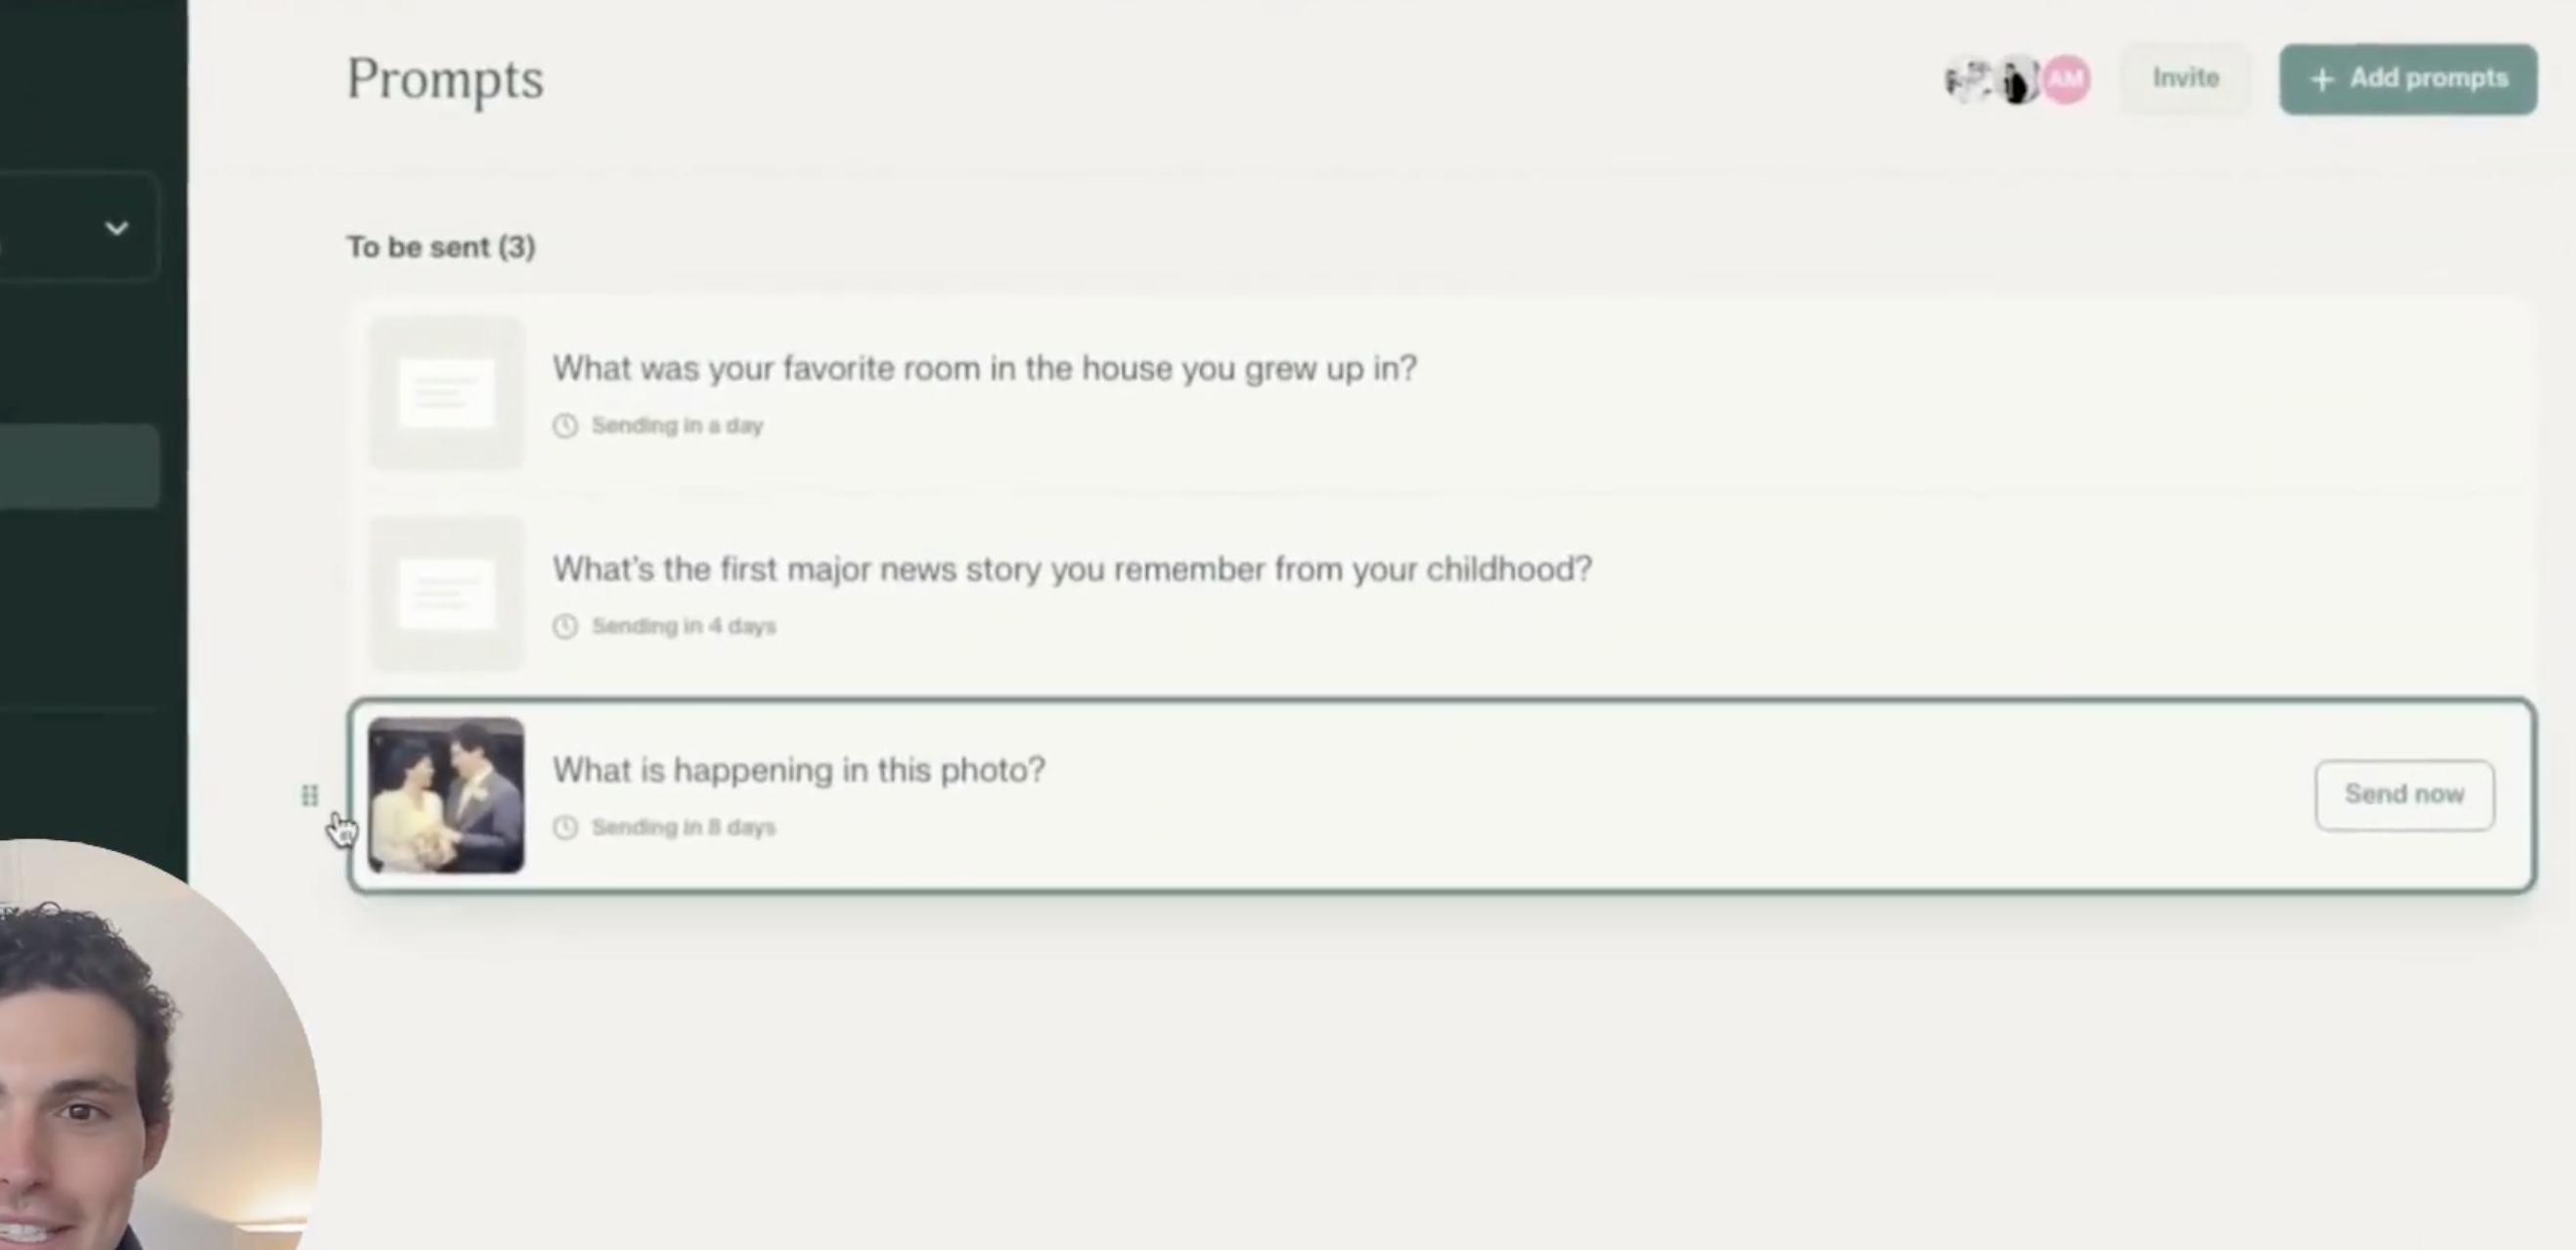 Prompts
AM
Invite
+ Add prompts
To be sent (3)
What was your favorite room in the house you grew up in?
Sending in a day
What's the first major news story you remember from your childhood?
Sending in 4 days
What is happening in this photo?
Sending in 8 days
Send now